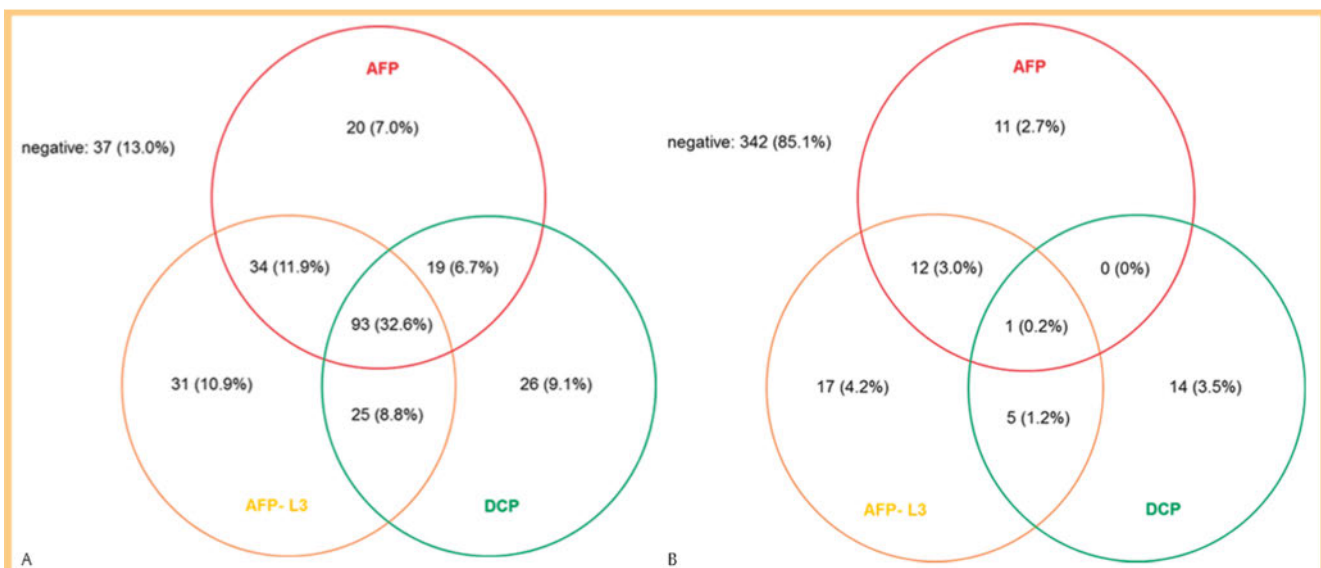 AFP
20 (7.0%)
negative: 37 (13.0%)
34 (11.9%)
19 (6.7%)
93 (32.6%)
31 (10.9%)
26 (9.1%)
25 (8.8%)
AFP- L3
DCP
A
AFP
11 (2.7%)
negative: 342 (85.1%)
12 (3.0%)
0 (0%)
1 (0.2%)
17 (4.2%)
14 (3.5%)
5 (1.2%)
AFP- L3
DCP
B